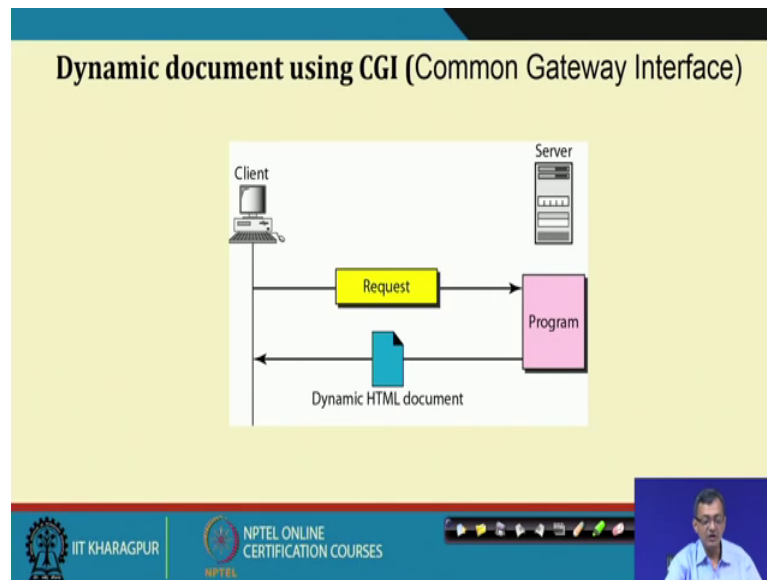 Dynamic document using CGI (Common Gateway Interface)
Client
Server
Request
Program
Dynamic HTML document
IIT KHARAGPUR
NPTEL
NPTEL ONLINE
CERTIFICATION COURSES